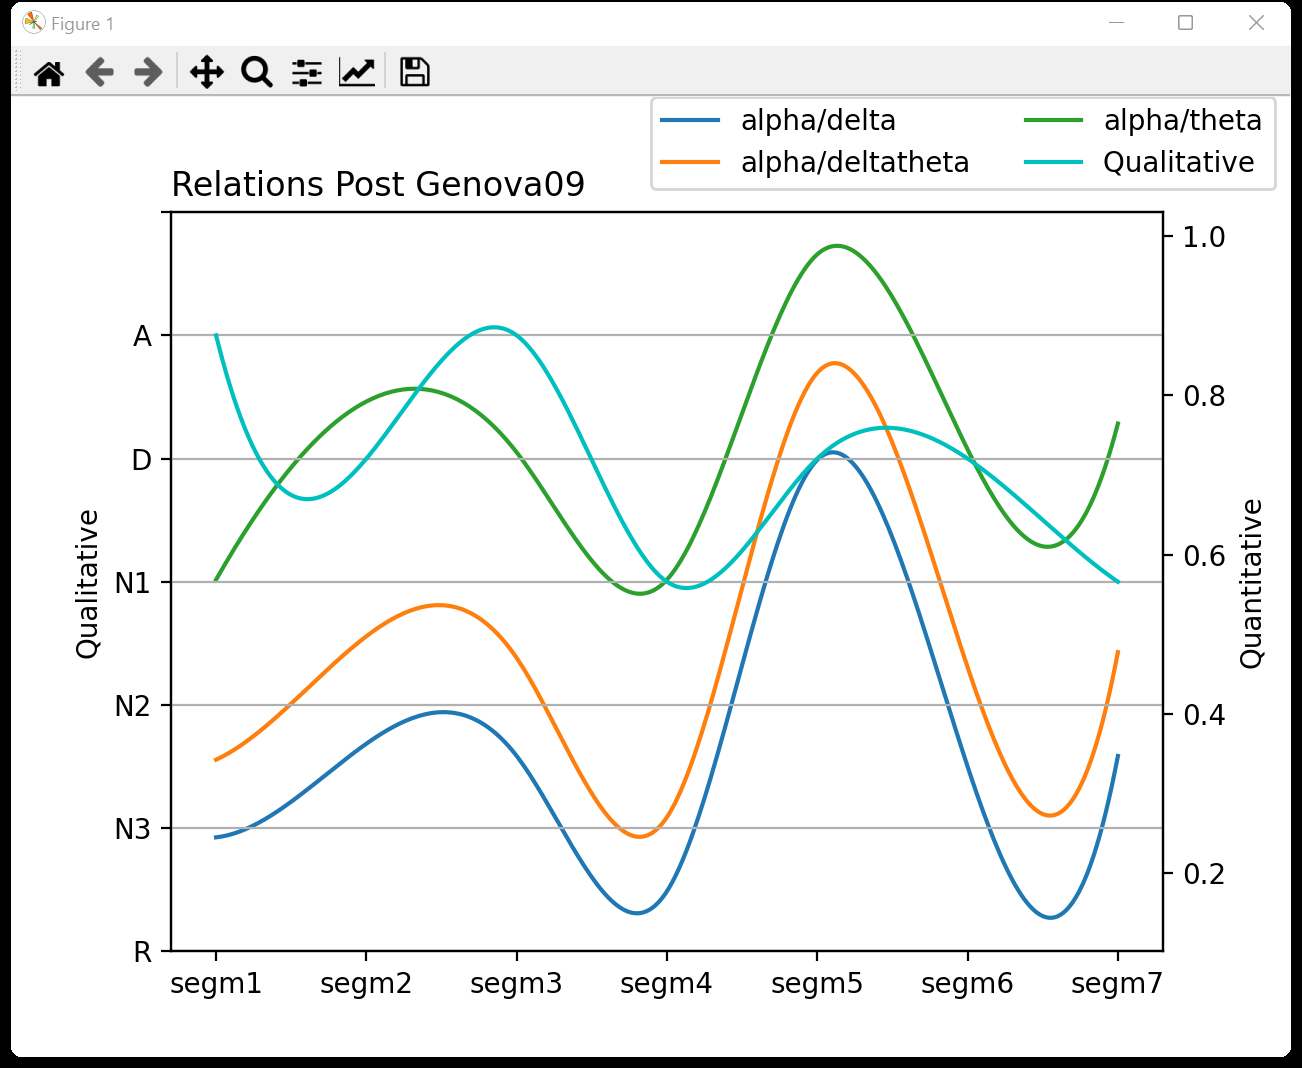 Figure 1
alpha/delta
alpha/deltatheta
alpha/theta
Qualitative
Relations Post Genova09
A
D
N1
N2
N3
R
Qualitative
1.0
0.8
0.6
0.4
0.2
Quantitative
segm1 segm2 segm3 segm4 segm5 segm6 segm7